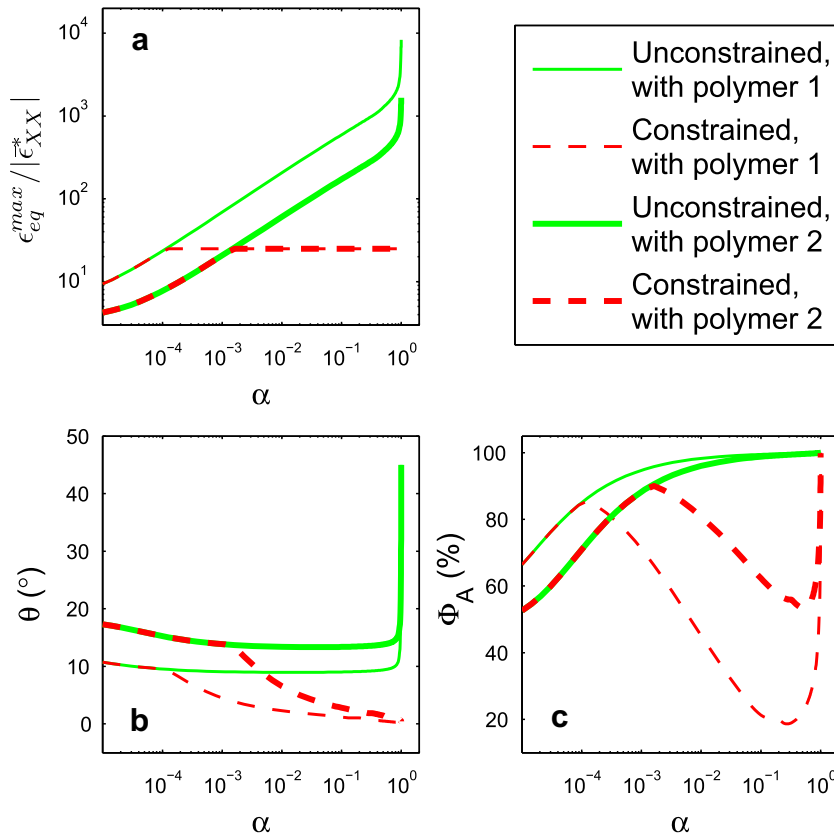 a
10^4
10^3
10^2
10^1
ϵ_{eq}^{max}/|ϵ̄^*_{XX}|
10^{-4} 10^{-3} 10^{-2} 10^{-1} 10^0
α
Unconstrained,
with polymer 1
Constrained,
with polymer 1
Unconstrained,
with polymer 2
Constrained,
with polymer 2
50
40
30
20
10
0
θ (°)
b
10^{-4} 10^{-3} 10^{-2} 10^{-1} 10^0
α
100
80
60
40
20
Φ_A (%)
c
10^{-4} 10^{-3} 10^{-2} 10^{-1} 10^0
α